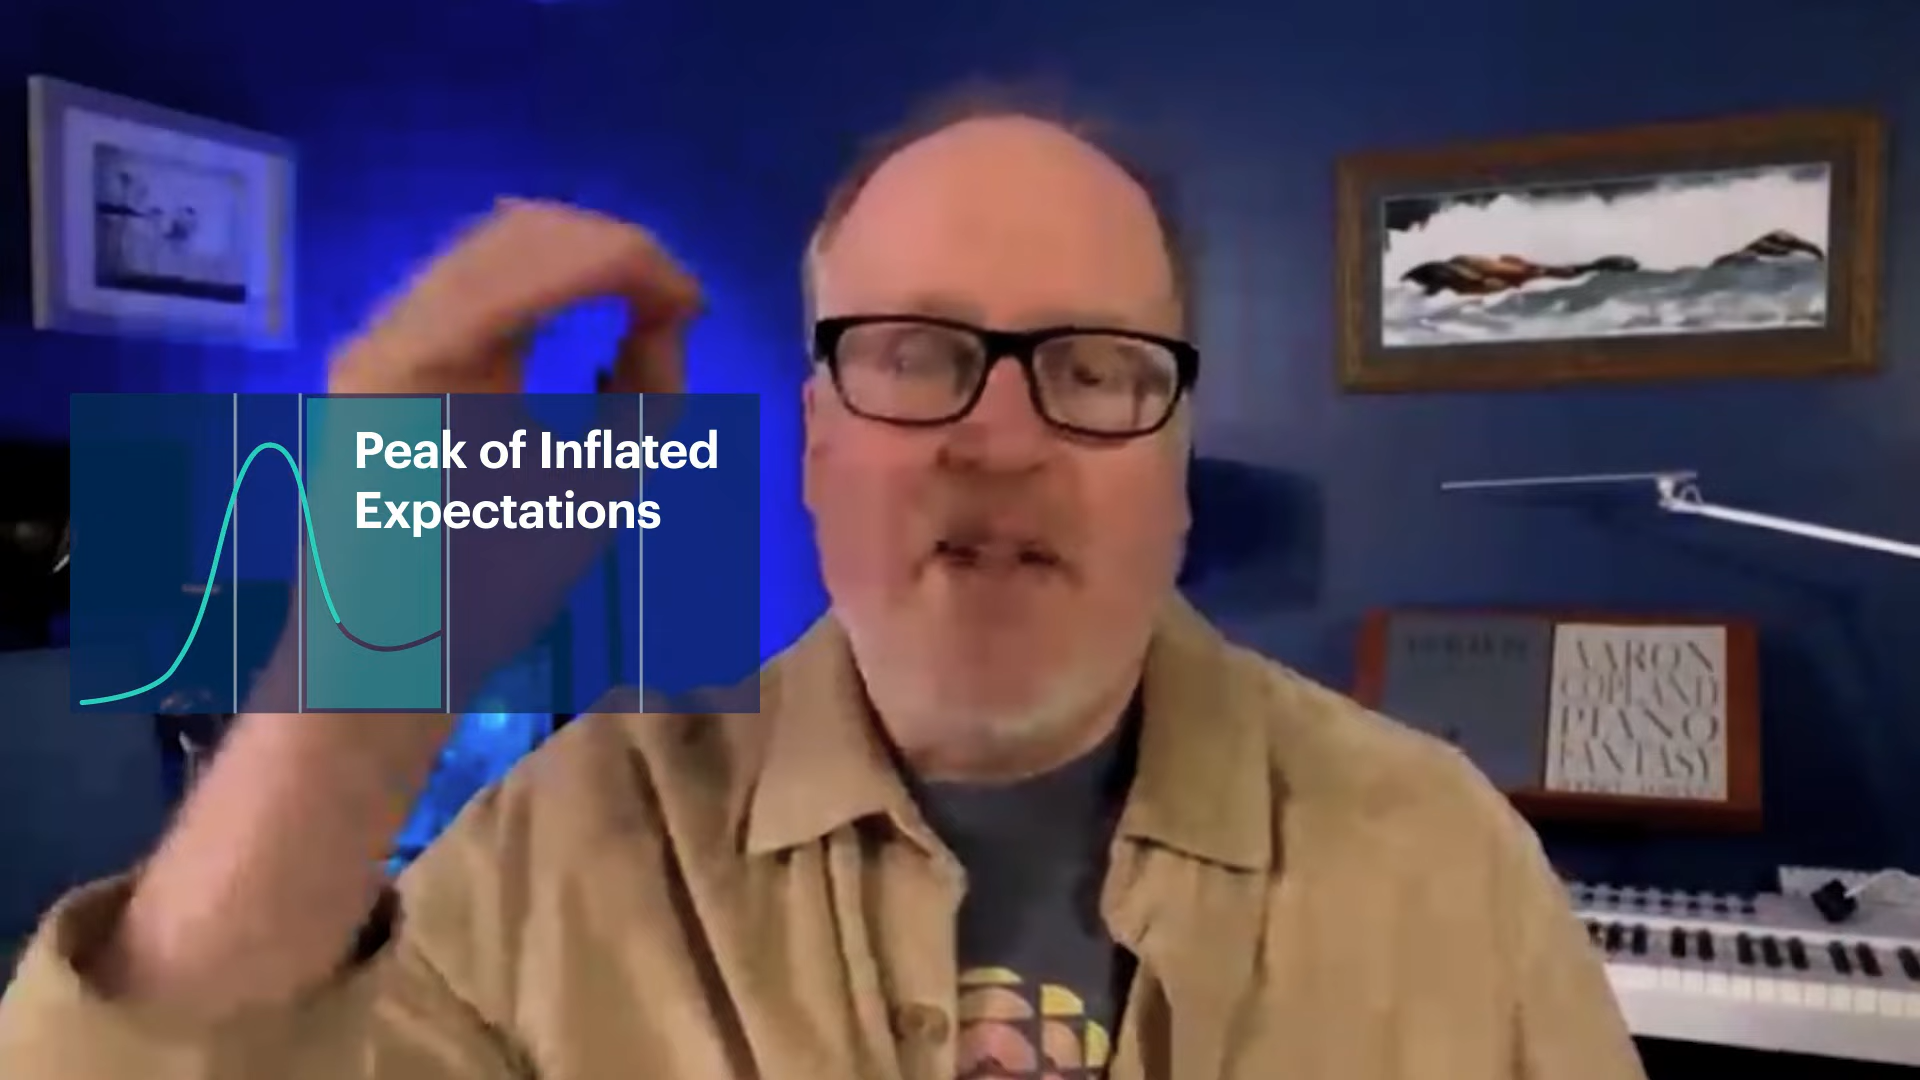 Peak of Inflated
Expectations
AARON
COPLAND
PIANO
FANTASY